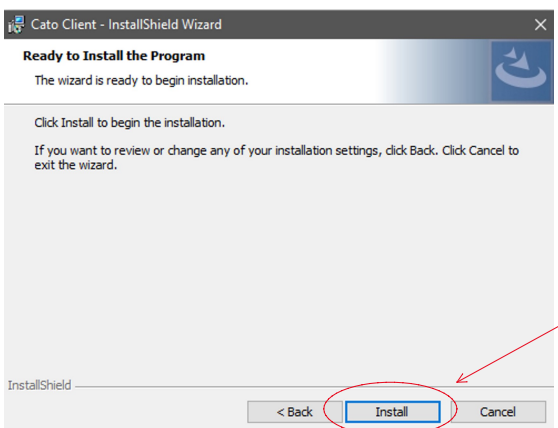 Cato Client - InstallShield Wizard
Ready to Install the Program
The wizard is ready to begin installation.
Click Install to begin the installation.
If you want to review or change any of your installation settings, click Back. Click Cancel to
exit the wizard.
InstallShield
< Back Install Cancel